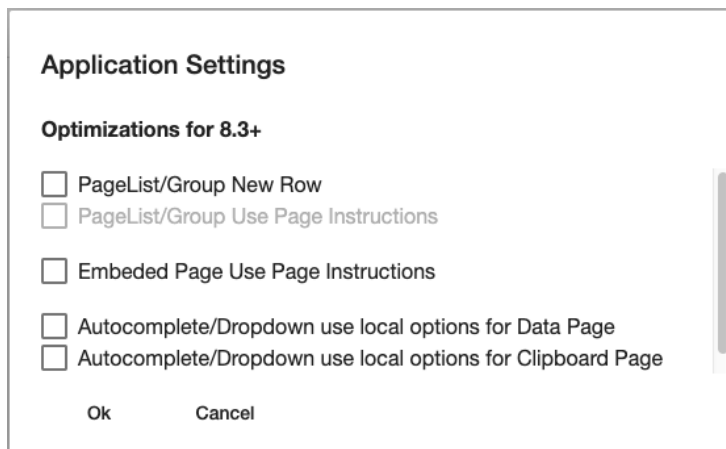 Application Settings
Optimizations for 8.3+
PageList/Group New Row
PageList/Group Use Page Instructions
Embeded Page Use Page Instructions
Autocomplete/Dropdown use local options for Data Page
Autocomplete/Dropdown use local options for Clipboard Page
Ok Cancel